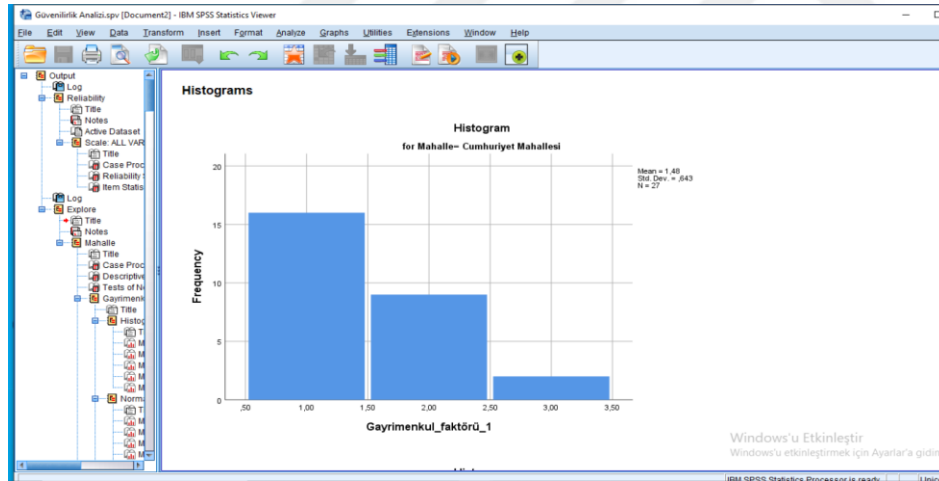 Güvenilirlik Analizi.spv [Document2] - IBM SPSS Statistics Viewer
File Edit View Data Transform Insert Format Analyze Graphs Utilities Extensions Window Help
Output
Log
Reliability
Title
Notes
Active Dataset
Scale: ALL VAR
Title
Case Proc
Reliability
Item Statis
Log
Explore
Title
Notes
Mahalle
Title
Case Proc
Descriptive
Tests of No
Gayrimenk
Title
Histog
T
M
M
M
M
M
Norma
T
M
M
M
M
Histograms
Histogram
for Mahalle= Cumhuriyet Mahallesi
Mean = 1,48
Std. Dev. = ,643
N = 27
Frequency
20
15
10
5
0
,50 1,00 1,50 2,00 2,50 3,00 3,50
Gayrimenkul_faktörü_1
Windows'u Etkinleştir
Windows'u etkinleştirmek için Ayarlar'a gidin
IBM SPSS Statistics Processor is ready